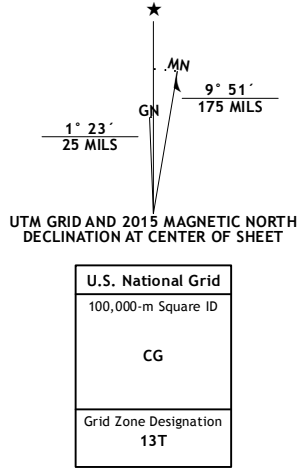 ★
MN
GN
9° 51´
175 MILS
1° 23´
25 MILS
UTM GRID AND 2015 MAGNETIC NORTH
DECLINATION AT CENTER OF SHEET
U.S. National Grid
100,000-m Square ID
CG
Grid Zone Designation
13T